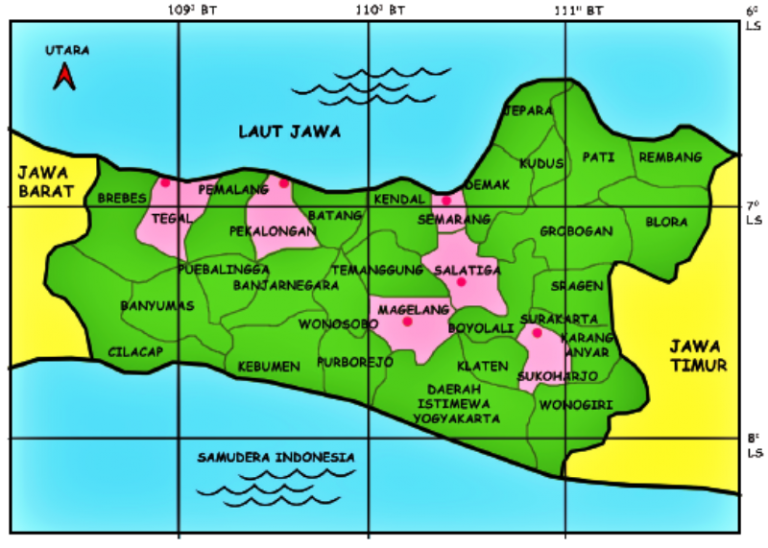 109° BT
110° BT
111" BT
6°
LS
UTARA
LAUT JAWA
JEPARA
KUDUS
PATI
REMBANG
JAWA
BARAT
BREBES
PEMALANG
KENDAL
DEMAK
TEGAL
PEKALONGAN
BATANG
SEMARANG
GROBOGAN
BLORA
7°
LS
PUEBALINGGA
BANJARNEGARA
TEMANGGUNG
SALATIGA
SRAGEN
BANYUMAS
WONOSOBO
MAGELANG
BOYOLALI
SURAKARTA
KARANG
ANYAR
CILACAP
KEBUMEN
PURBOREJO
KLATEN
SUKOHARJO
JAWA
TIMUR
DAERAH
ISTIMEWA
YOGYAKARTA
WONOGIRI
8°
LS
SAMUDERA INDONESIA